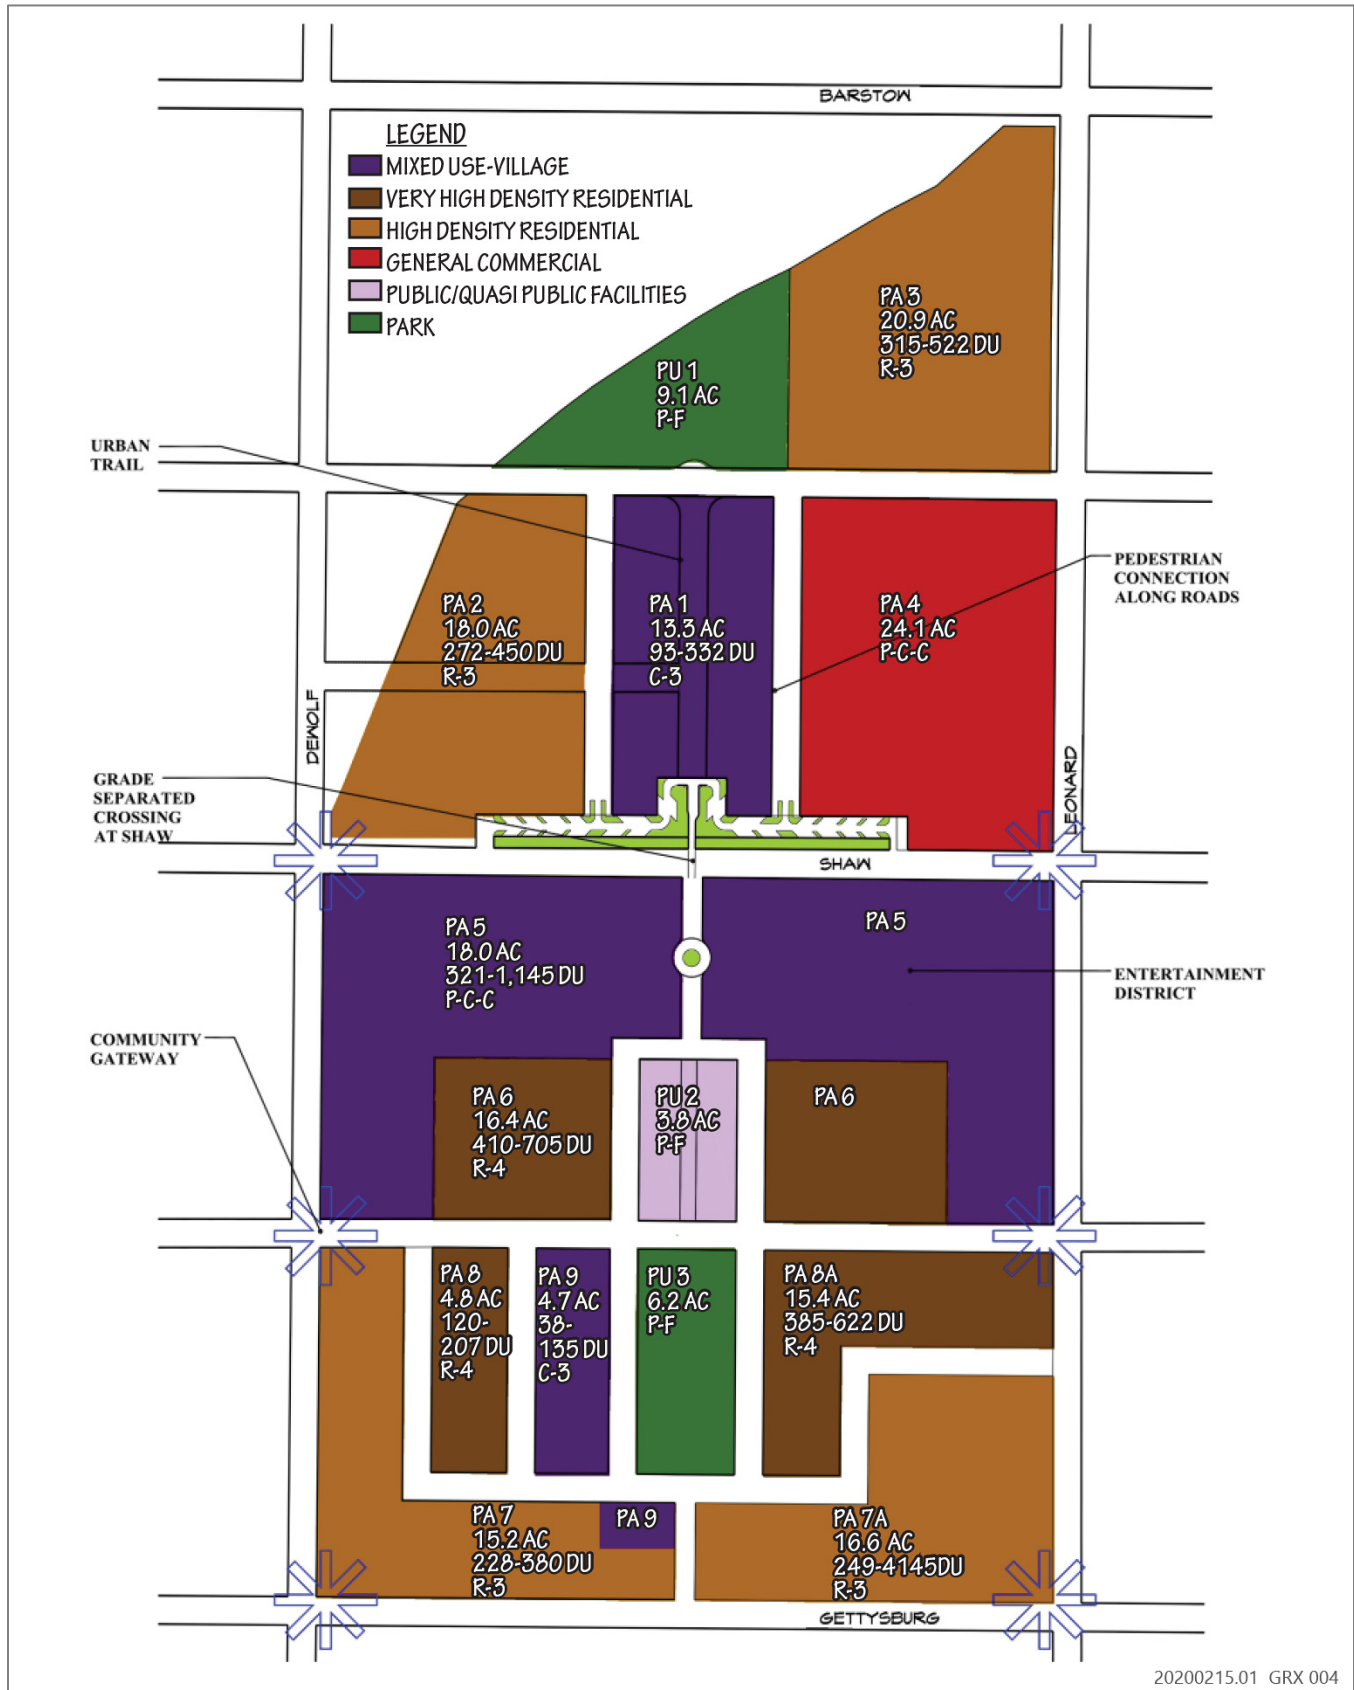 BARSTOW
LEGEND
MIXED USE-VILLAGE
VERY HIGH DENSITY RESIDENTIAL
HIGH DENSITY RESIDENTIAL
GENERAL COMMERCIAL
PUBLIC/QUASI PUBLIC FACILITIES
PARK
PA 3
20.9 AC
315-522 DU
R-3
PU 1
9.1 AC
P-F
URBAN
TRAIL
PEDESTRIAN
CONNECTION
ALONG ROADS
PA 2
18.0 AC
272-450 DU
R-3
PA 1
13.3 AC
93-332 DU
C-3
PA 4
24.1 AC
P-C-C
DEWOLF
LEONARD
GRADE
SEPARATED
CROSSING
AT SHAW
SHAW
PA 5
18.0 AC
321-1,145 DU
P-C-C
PA 5
ENTERTAINMENT
DISTRICT
COMMUNITY
GATEWAY
PA 6
16.4 AC
410-705 DU
R-4
PU 2
3.8 AC
P-F
PA 6
PA 8
4.8 AC
120-
207 DU
R-4
PA 9
4.7 AC
38-
135 DU
C-3
PU 3
6.2 AC
P-F
PA 8A
15.4 AC
385-622 DU
R-4
PA 7
15.2 AC
228-380 DU
R-3
PA 9
PA 7A
16.6 AC
249-4145DU
R-3
GETTYSBURG
20200215.01 GRX 004